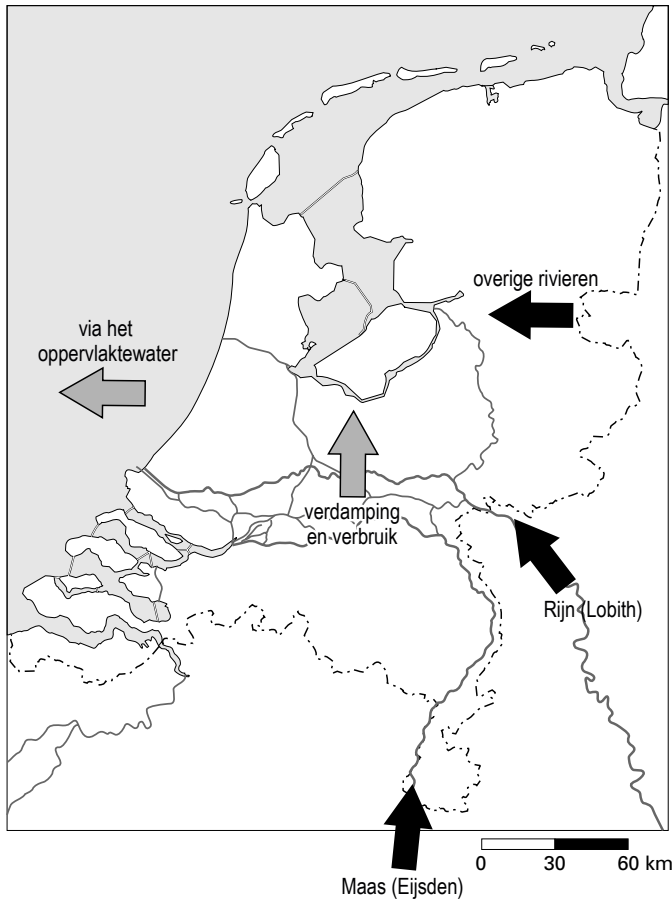 overige rivieren
via het
oppervlaktewater
verdamping
en verbruik
Rijn (Lobith)
Maas (Eijsden)
0 30 60 km